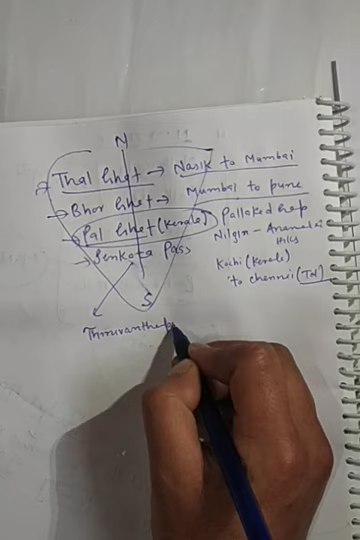 N
→ Thal Ghat → Nasik to Mumbai
→ Bhor Ghat → Mumbai to pune
→ Pal Ghat (Kerala) Palakad gap
Nilgiri - Anamalai Hills
→ Senkota Pass
Kochi (Kerala)
to chennai (TN)
S